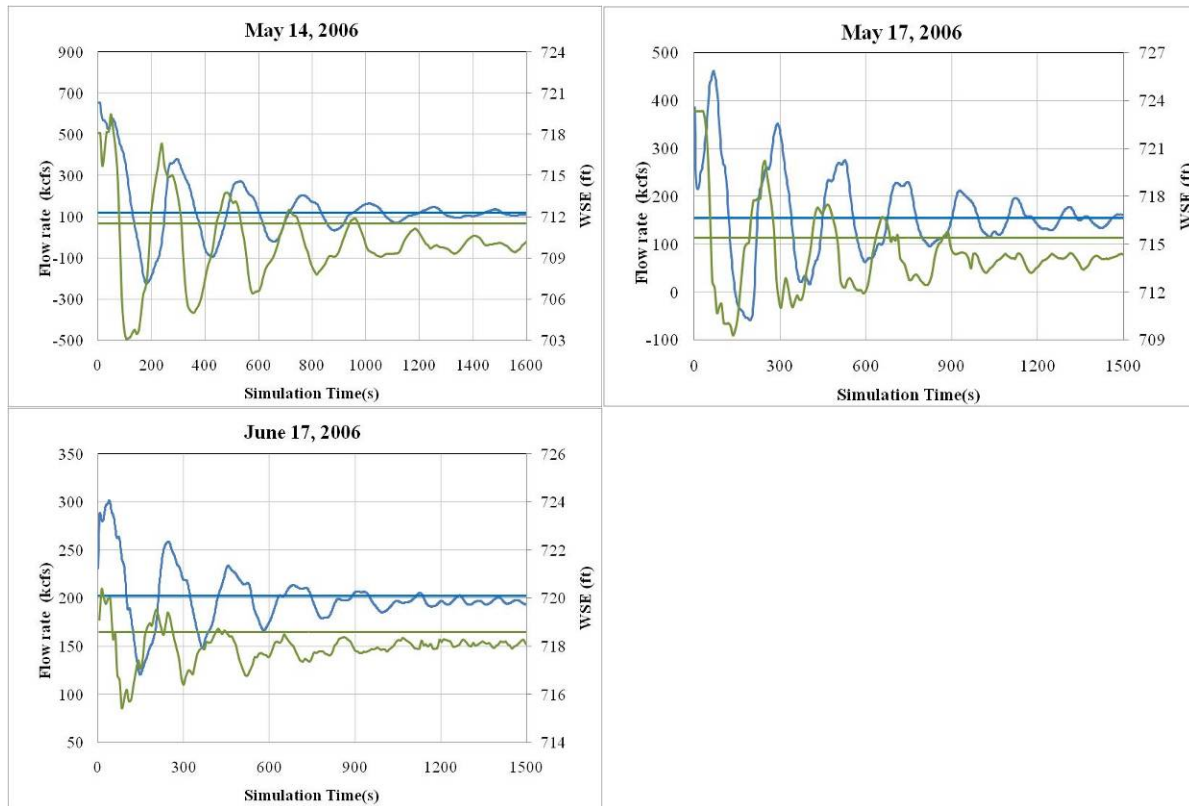 May 14, 2006
900
700
500
300
100
-100
-300
-500
724
721
718
715
712
709
706
703
Flow rate (kcfs)
WSE (ft)
0 200 400 600 800 1000 1200 1400 1600
Simulation Time(s)
May 17, 2006
500
400
300
200
100
0
-100
727
724
721
718
715
712
709
Flow rate (kcfs)
WSE (ft)
0 300 600 900 1200 1500
Simulation Time(s)
June 17, 2006
350
300
250
200
150
100
50
726
724
722
720
718
716
714
Flow rate (kcfs)
WSE (ft)
0 300 600 900 1200 1500
Simulation Time(s)